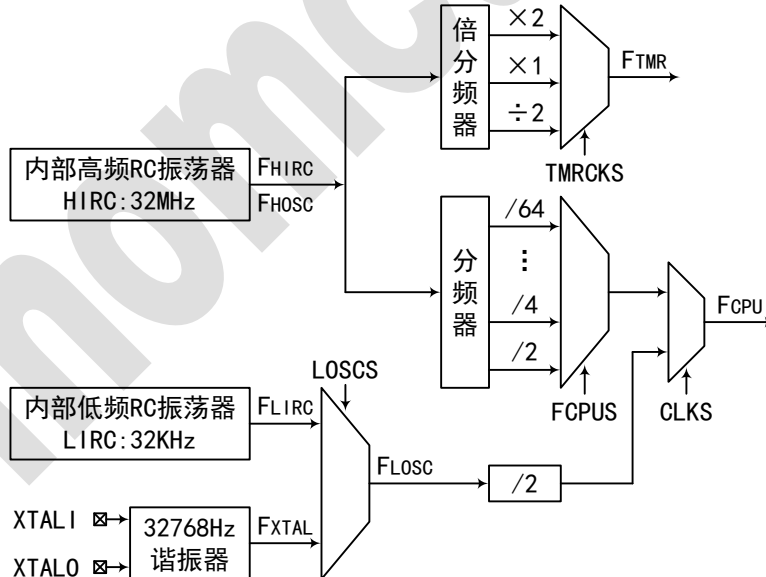 倍分频器
×2
×1
÷2
FTMR
TMRCKS
内部高频RC振荡器
HIRC:32MHz
FHIRC
FHOSC
分频器
/64
⋮
/4
/2
FCPUS
CLKS
FCPU
内部低频RC振荡器
LIRC:32KHz
FLIRC
LOSCS
FLOSC
/2
XTALI
XTALO
32768Hz
谐振器
FXTAL